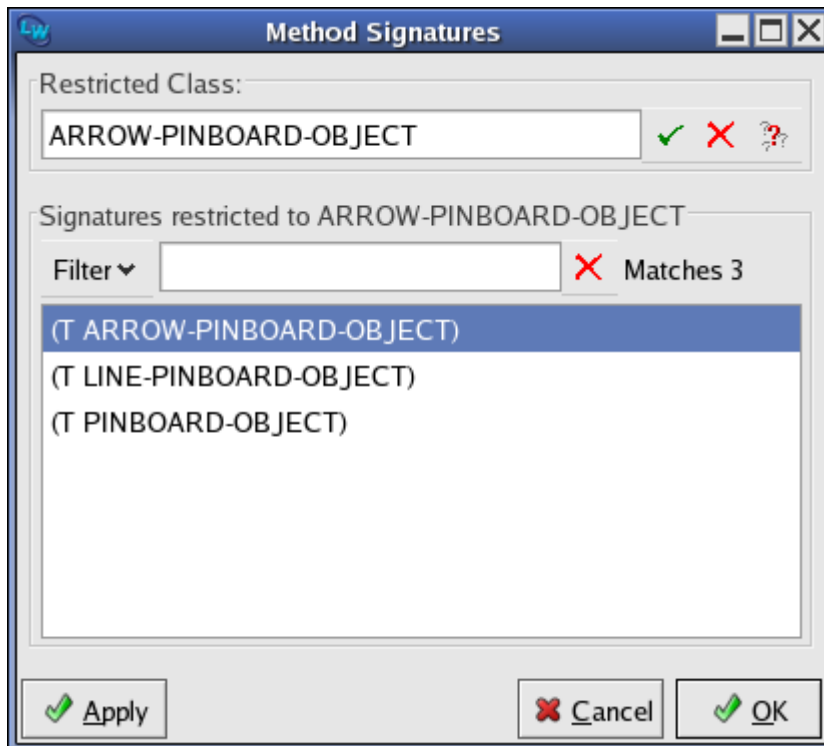 LW Method Signatures
Restricted Class:
ARROW-PINBOARD-OBJECT
Signatures restricted to ARROW-PINBOARD-OBJECT
Filter Matches 3
(T ARROW-PINBOARD-OBJECT)
(T LINE-PINBOARD-OBJECT)
(T PINBOARD-OBJECT)
Apply Cancel OK